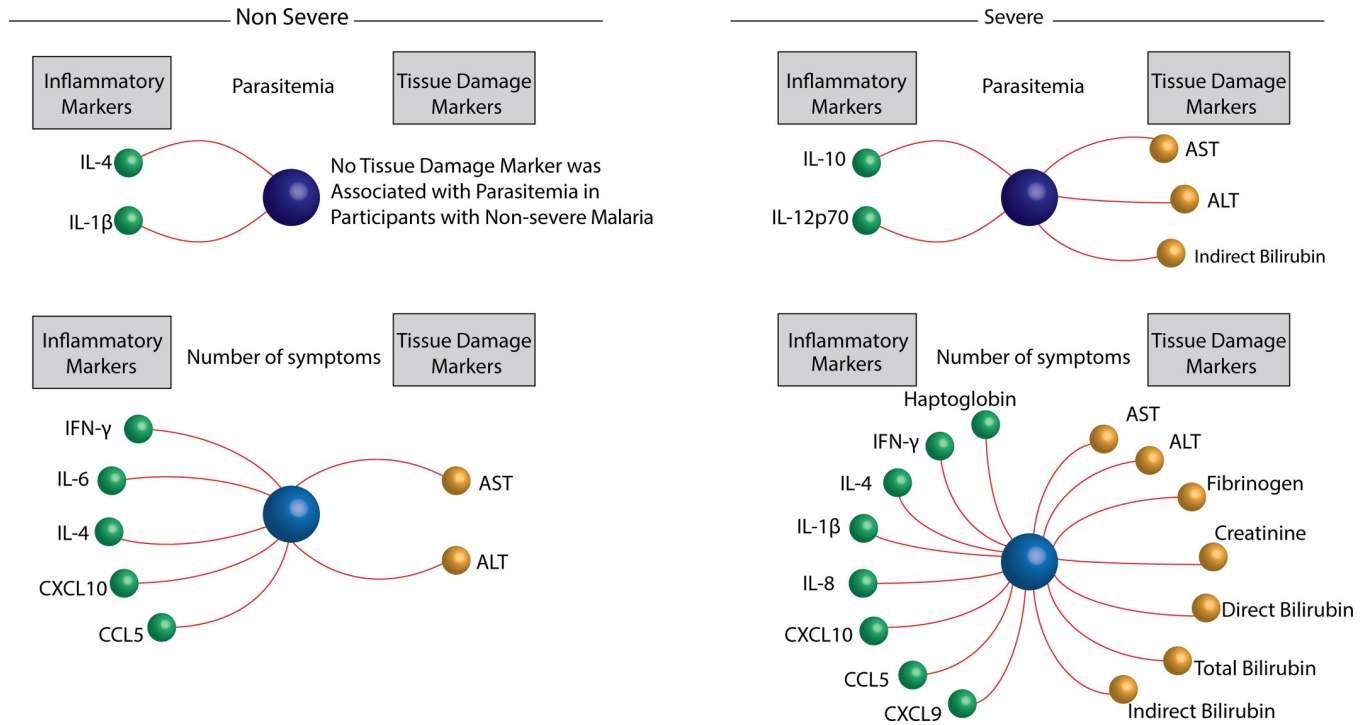 Non Severe
Inflammatory
Markers
Parasitemia
Tissue Damage
Markers
IL-4
IL-1β
No Tissue Damage Marker was
Associated with Parasitemia in
Participants with Non-severe Malaria
Inflammatory
Markers
Number of symptoms
Tissue Damage
Markers
IFN-γ
IL-6
IL-4
CXCL10
CCL5
AST
ALT
Severe
Inflammatory
Markers
Parasitemia
Tissue Damage
Markers
IL-10
IL-12p70
AST
ALT
Indirect Bilirubin
Inflammatory
Markers
Number of symptoms
Tissue Damage
Markers
Haptoglobin
IFN-γ
IL-4
IL-1β
IL-8
CXCL10
CCL5
CXCL9
AST
ALT
Fibrinogen
Creatinine
Direct Bilirubin
Total Bilirubin
Indirect Bilirubin